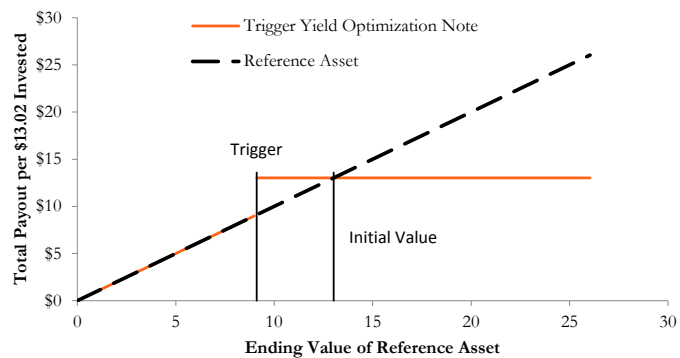 Trigger Yield Optimization Note
Reference Asset
Total Payout per $13.02 Invested
$30
$25
$20
$15
$10
$5
$0
Trigger
Initial Value
0
5
10
15
20
25
30
Ending Value of Reference Asset